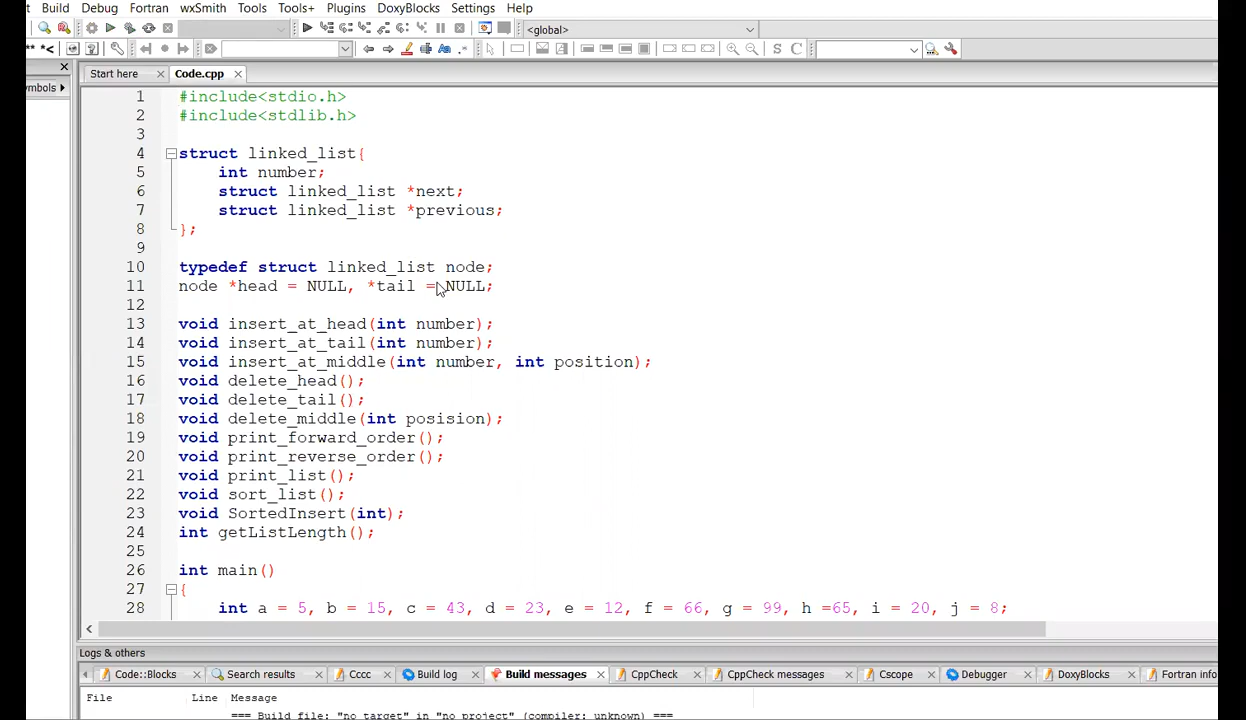 Build Debug Fortran wxSmith Tools Tools+ Plugins DoxyBlocks Settings Help
<global>
** *< S C
Start here Code.cpp
ymbols
1 #include<stdio.h>
2 #include<stdlib.h>
3
4 struct linked_list{
5 int number;
6 struct linked_list *next;
7 struct linked_list *previous;
8 };
9
10 typedef struct linked_list node;
11 node *head = NULL, *tail = NULL;
12
13 void insert_at_head(int number);
14 void insert_at_tail(int number);
15 void insert_at_middle(int number, int position);
16 void delete_head();
17 void delete_tail();
18 void delete_middle(int posision);
19 void print_forward_order();
20 void print_reverse_order();
21 void print_list();
22 void sort_list();
23 void SortedInsert(int);
24 int getListLength();
25
26 int main()
27 {
28 int a = 5, b = 15, c = 43, d = 23, e = 12, f = 66, g = 99, h =65, i = 20, j = 8;
Logs & others
Code::Blocks Search results Cccc Build log Build messages CppCheck CppCheck messages Cscope Debugger DoxyBlocks Fortran info
File Line Message
=== Build file: "no target" in "no project" (compiler: unknown) ===